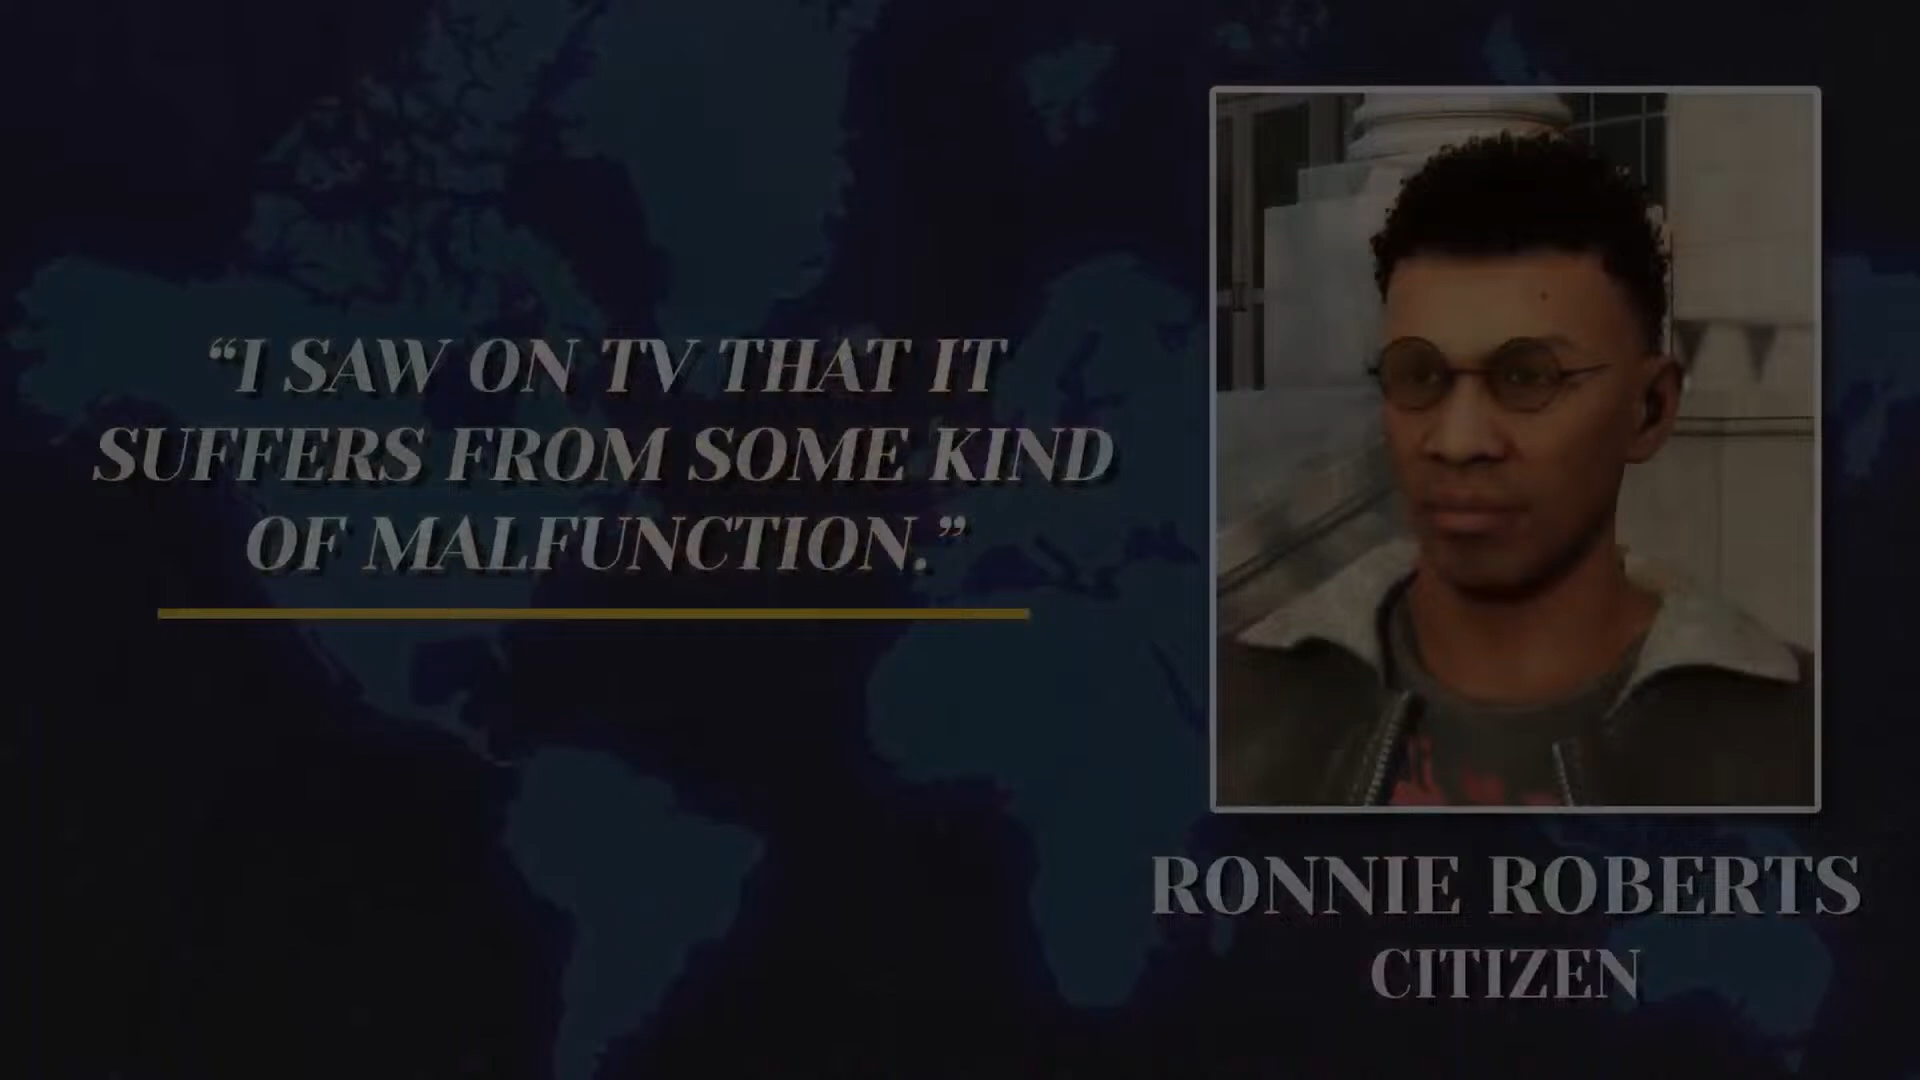 “I SAW ON TV THAT IT
SUFFERS FROM SOME KIND
OF MALFUNCTION.”
RONNIE ROBERTS
CITIZEN